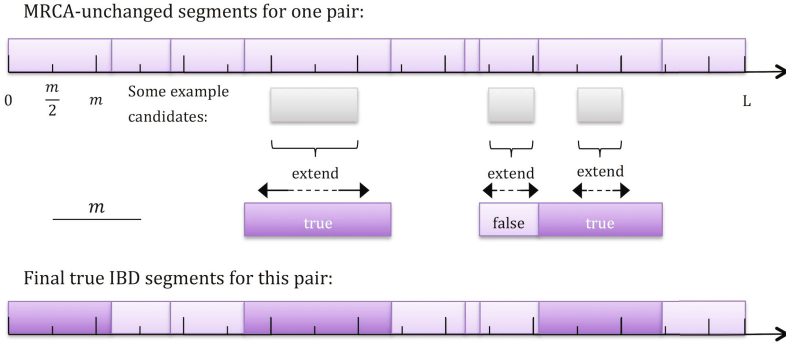 MRCA-unchanged segments for one pair:
0 m/2 m Some example candidates: L
extend extend extend
m
true false true
Final true IBD segments for this pair: